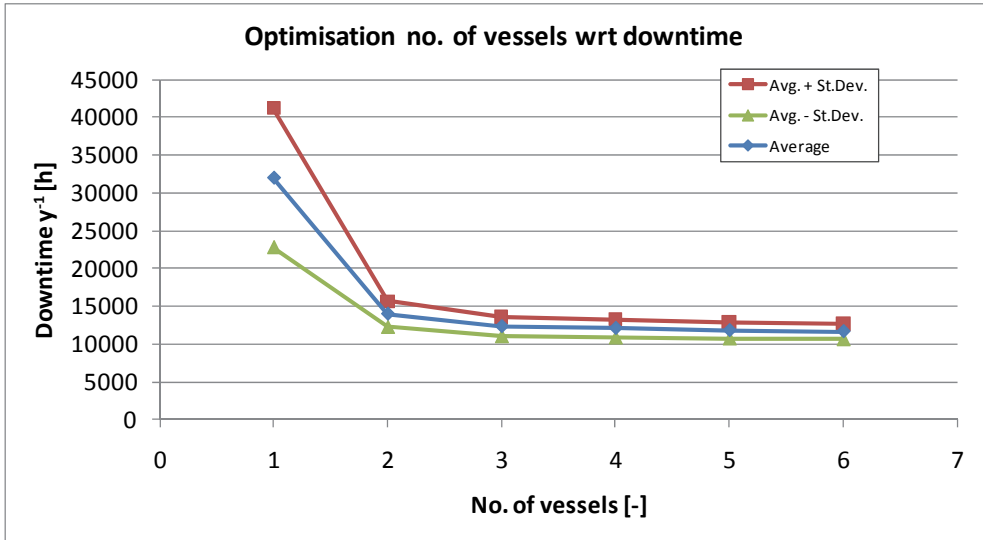 Optimisation no. of vessels wrt downtime
Avg. + St.Dev.
Avg. - St.Dev.
Average
Downtime y⁻¹ [h]
45000
40000
35000
30000
25000
20000
15000
10000
5000
0
0 1 2 3 4 5 6 7
No. of vessels [-]